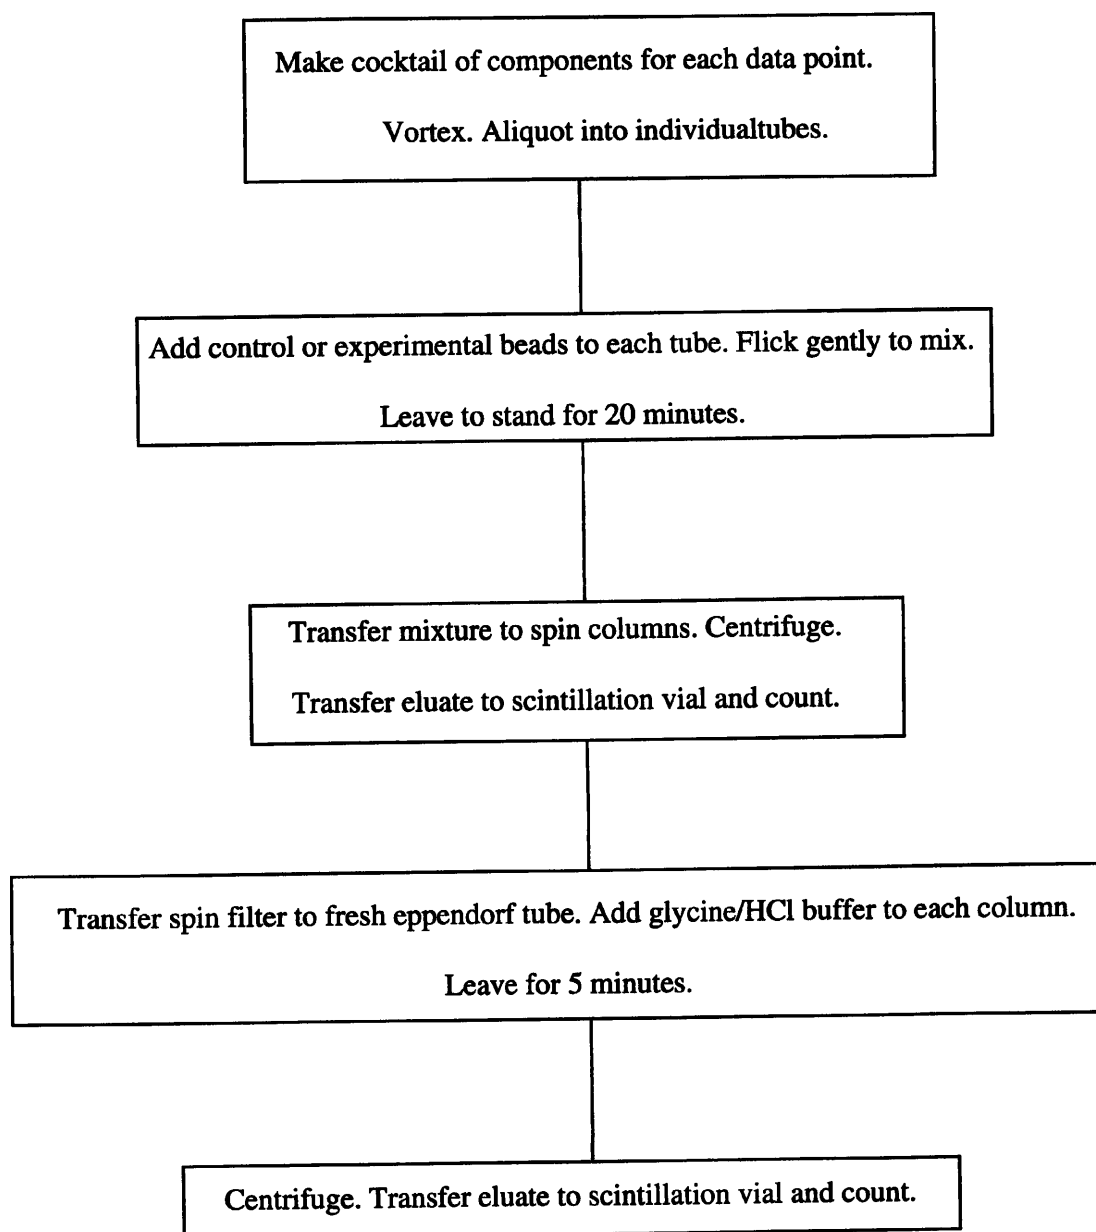 Make cocktail of components for each data point.
Vortex. Aliquot into individualtubes.
Add control or experimental beads to each tube. Flick gently to mix.
Leave to stand for 20 minutes.
Transfer mixture to spin columns. Centrifuge.
Transfer eluate to scintillation vial and count.
Transfer spin filter to fresh eppendorf tube. Add glycine/HCl buffer to each column.
Leave for 5 minutes.
Centrifuge. Transfer eluate to scintillation vial and count.